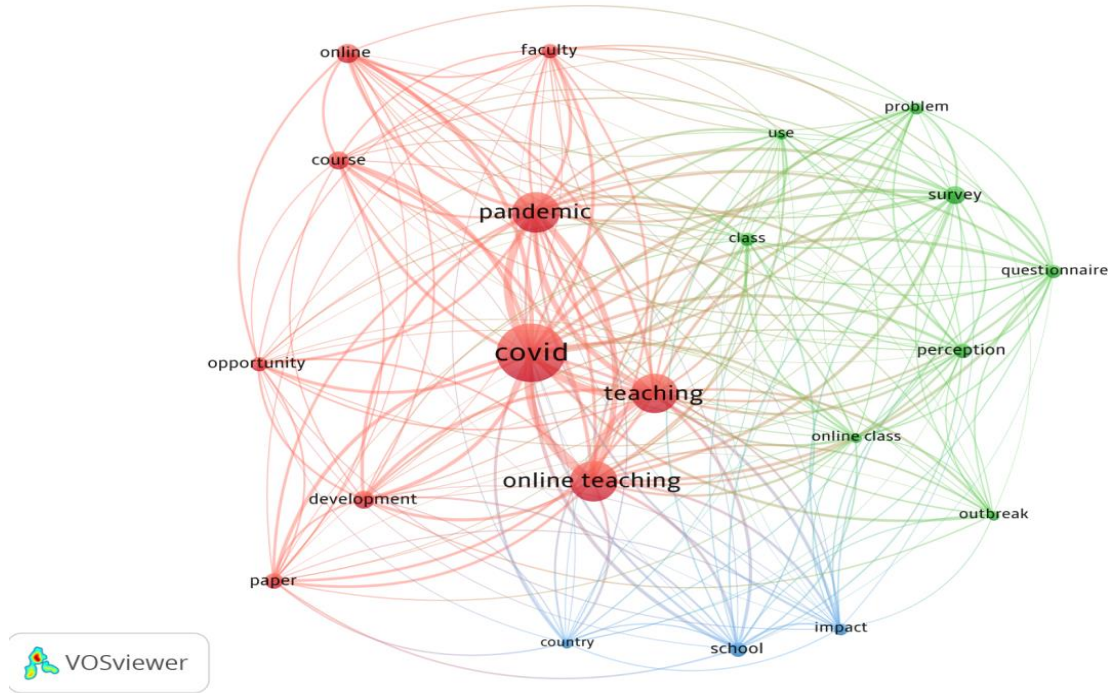 online
faculty
problem
use
course
survey
pandemic
class
questionnaire
covid
perception
opportunity
teaching
online class
online teaching
development
outbreak
paper
impact
country
school
VOSviewer